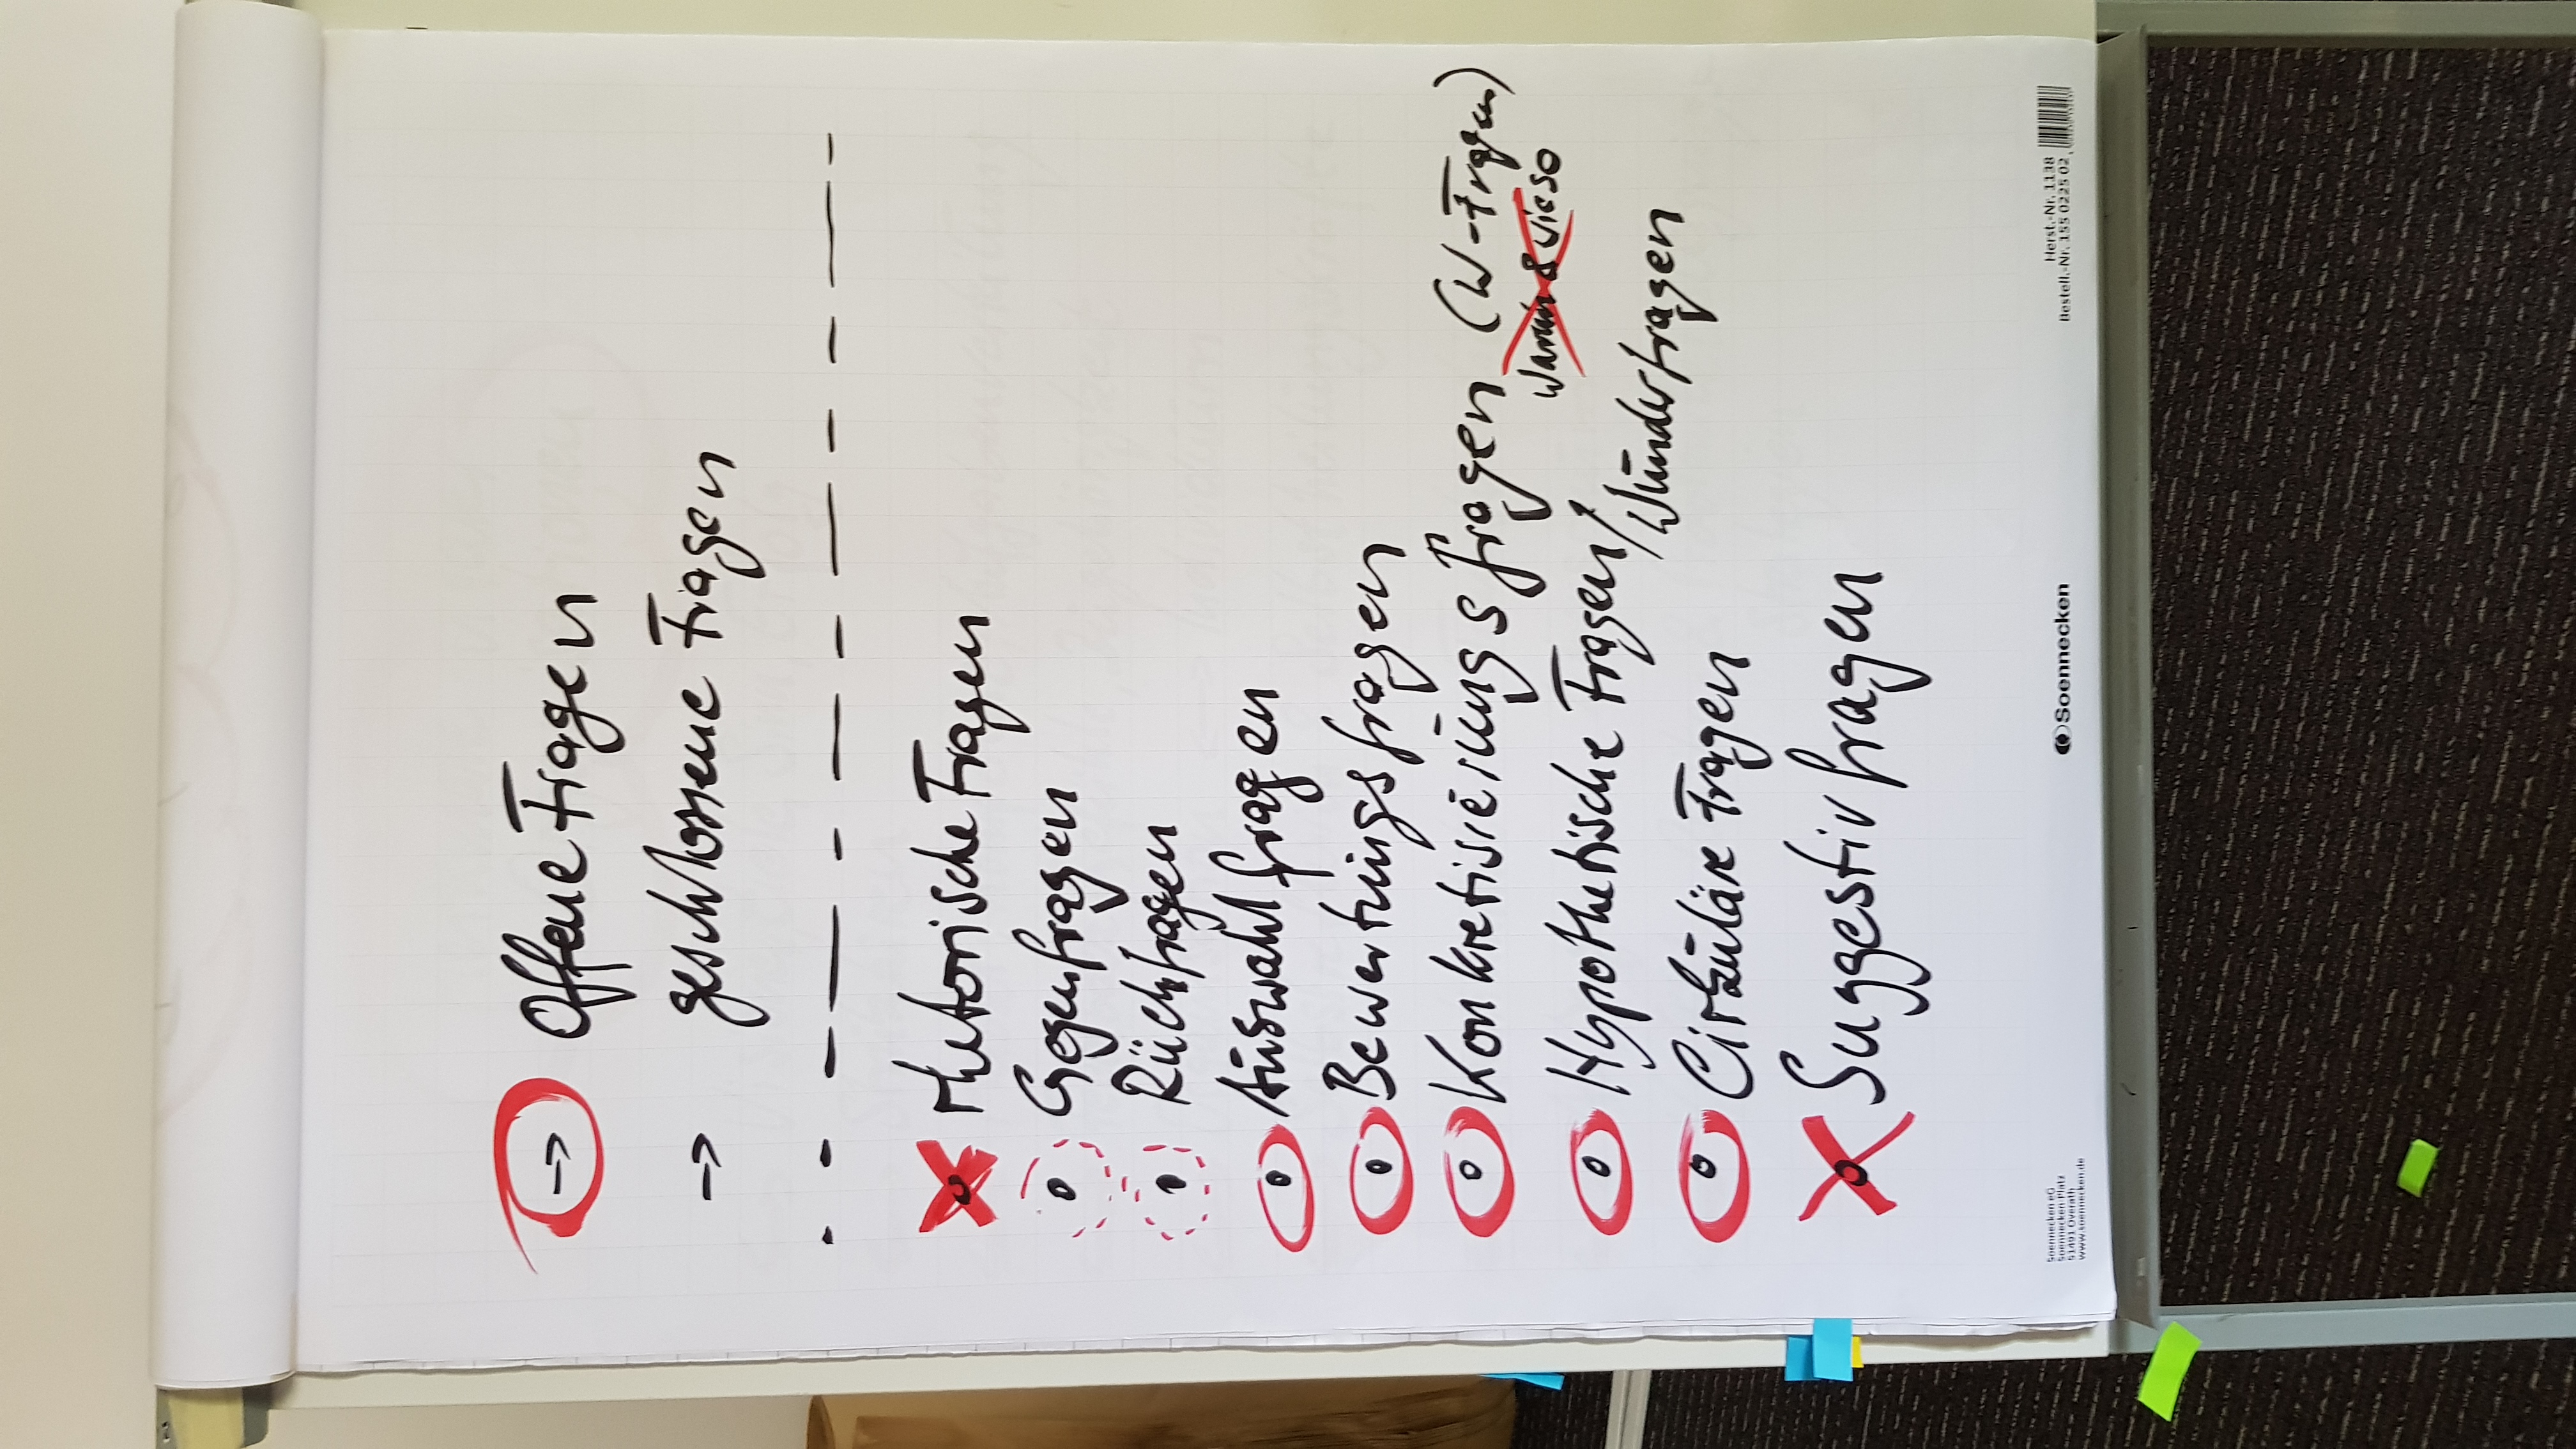 → Offene Fragen
→ geschlossene Fragen
rhetorische Fragen
Gegenfragen
Rückfragen
Auswahlfragen
Bewertungsfragen
Konkretisierungsfragen (W-Fragen)
Warum & Wieso
Hypothetische Fragen/
Wunderfragen
Cirkuläre Fragen
Suggestivfragen
Soennecken eG
Soennecken-Platz
51491 Overath
www.soennecken.de
Soennecken
Herst.-Nr. 1138
Bestell.-Nr. 155 0225 02